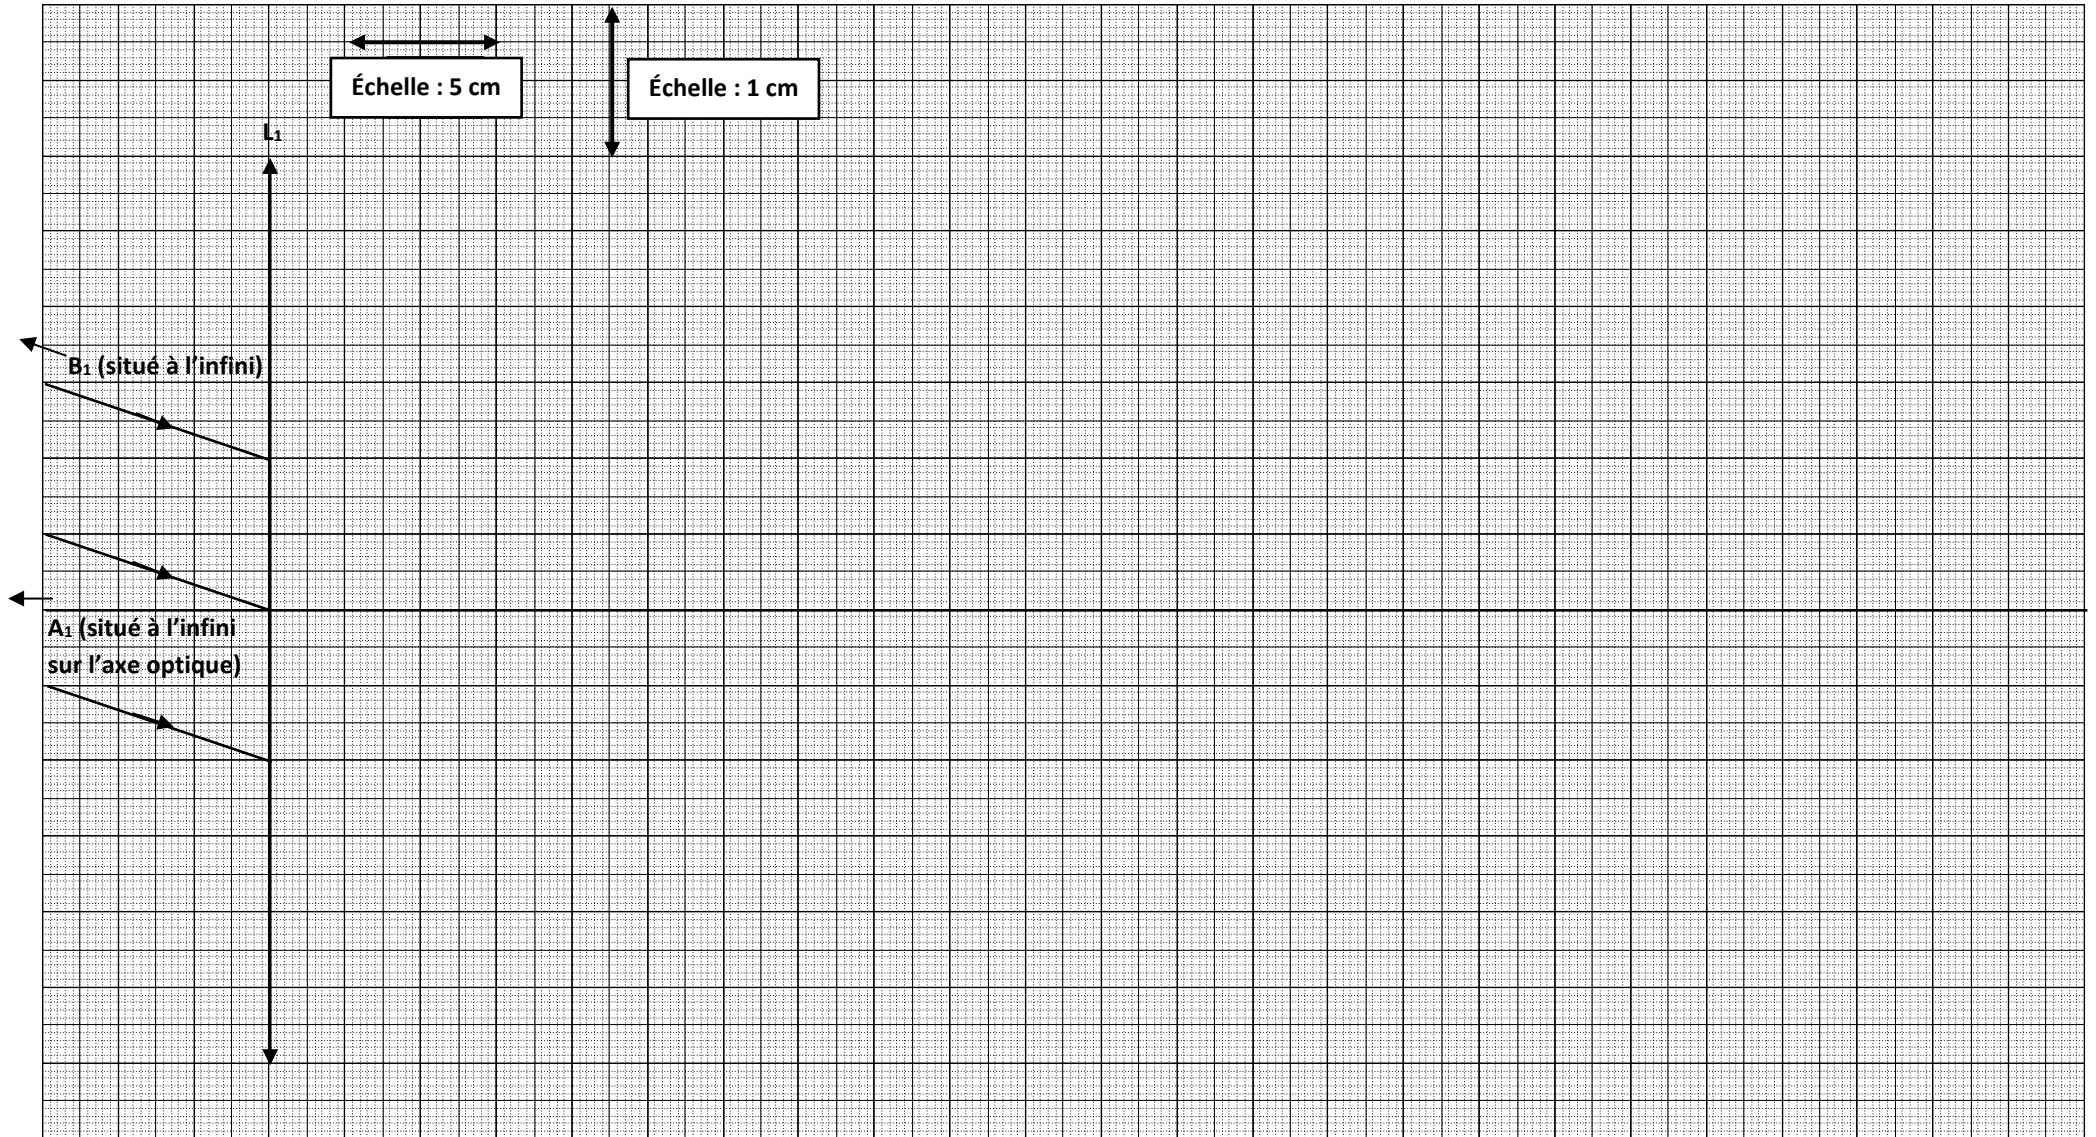 Échelle : 5 cm
Échelle : 1 cm
L₁
B₁ (situé à l’infini)
A₁ (situé à l’infini
sur l’axe optique)